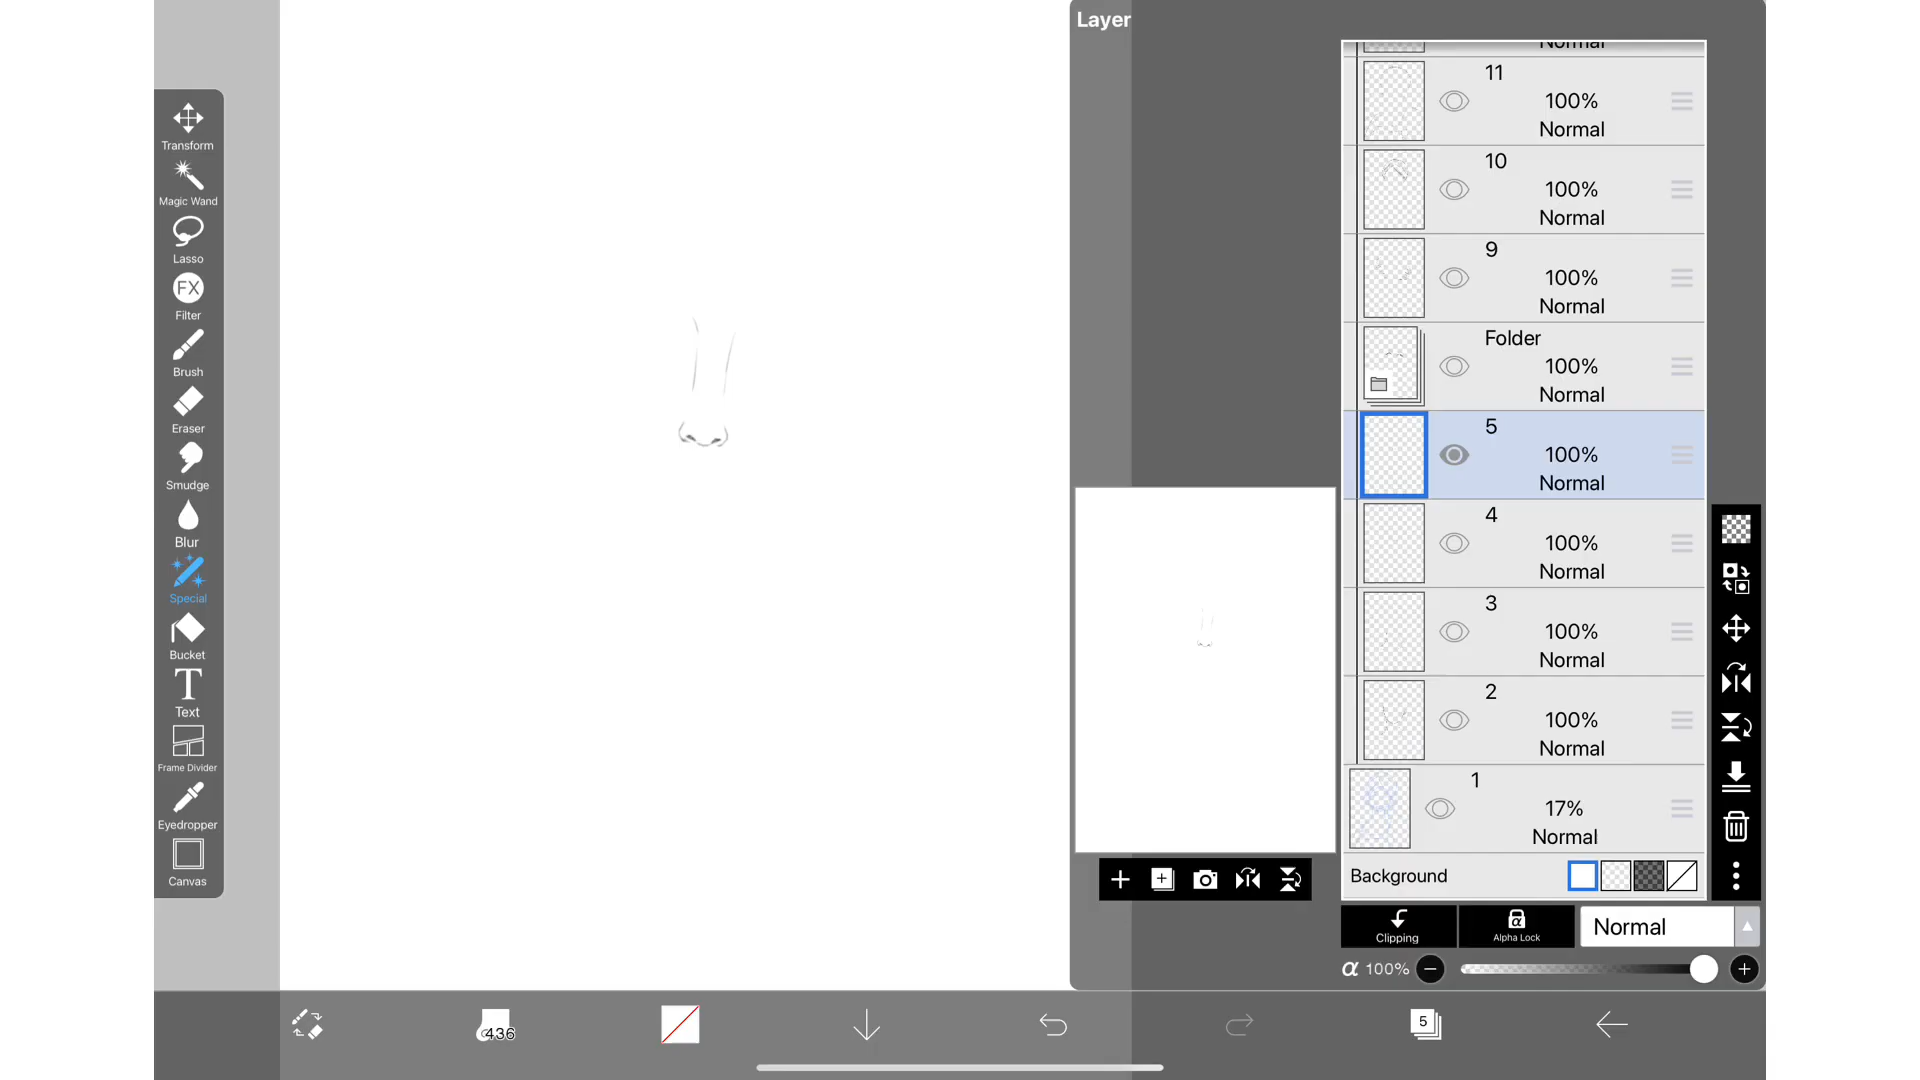 Layer
Transform
Magic Wand
Lasso
FX
Filter
Brush
Eraser
Smudge
Blur
Special
Bucket
T
Text
Frame Divider
Eyedropper
Canvas
Normal
11
100%
Normal
10
100%
Normal
9
100%
Normal
Folder
100%
Normal
5
100%
Normal
4
100%
Normal
3
100%
Normal
2
100%
Normal
1
17%
Normal
Background
Clipping
α
Alpha Lock
Normal
α 100%
436
5